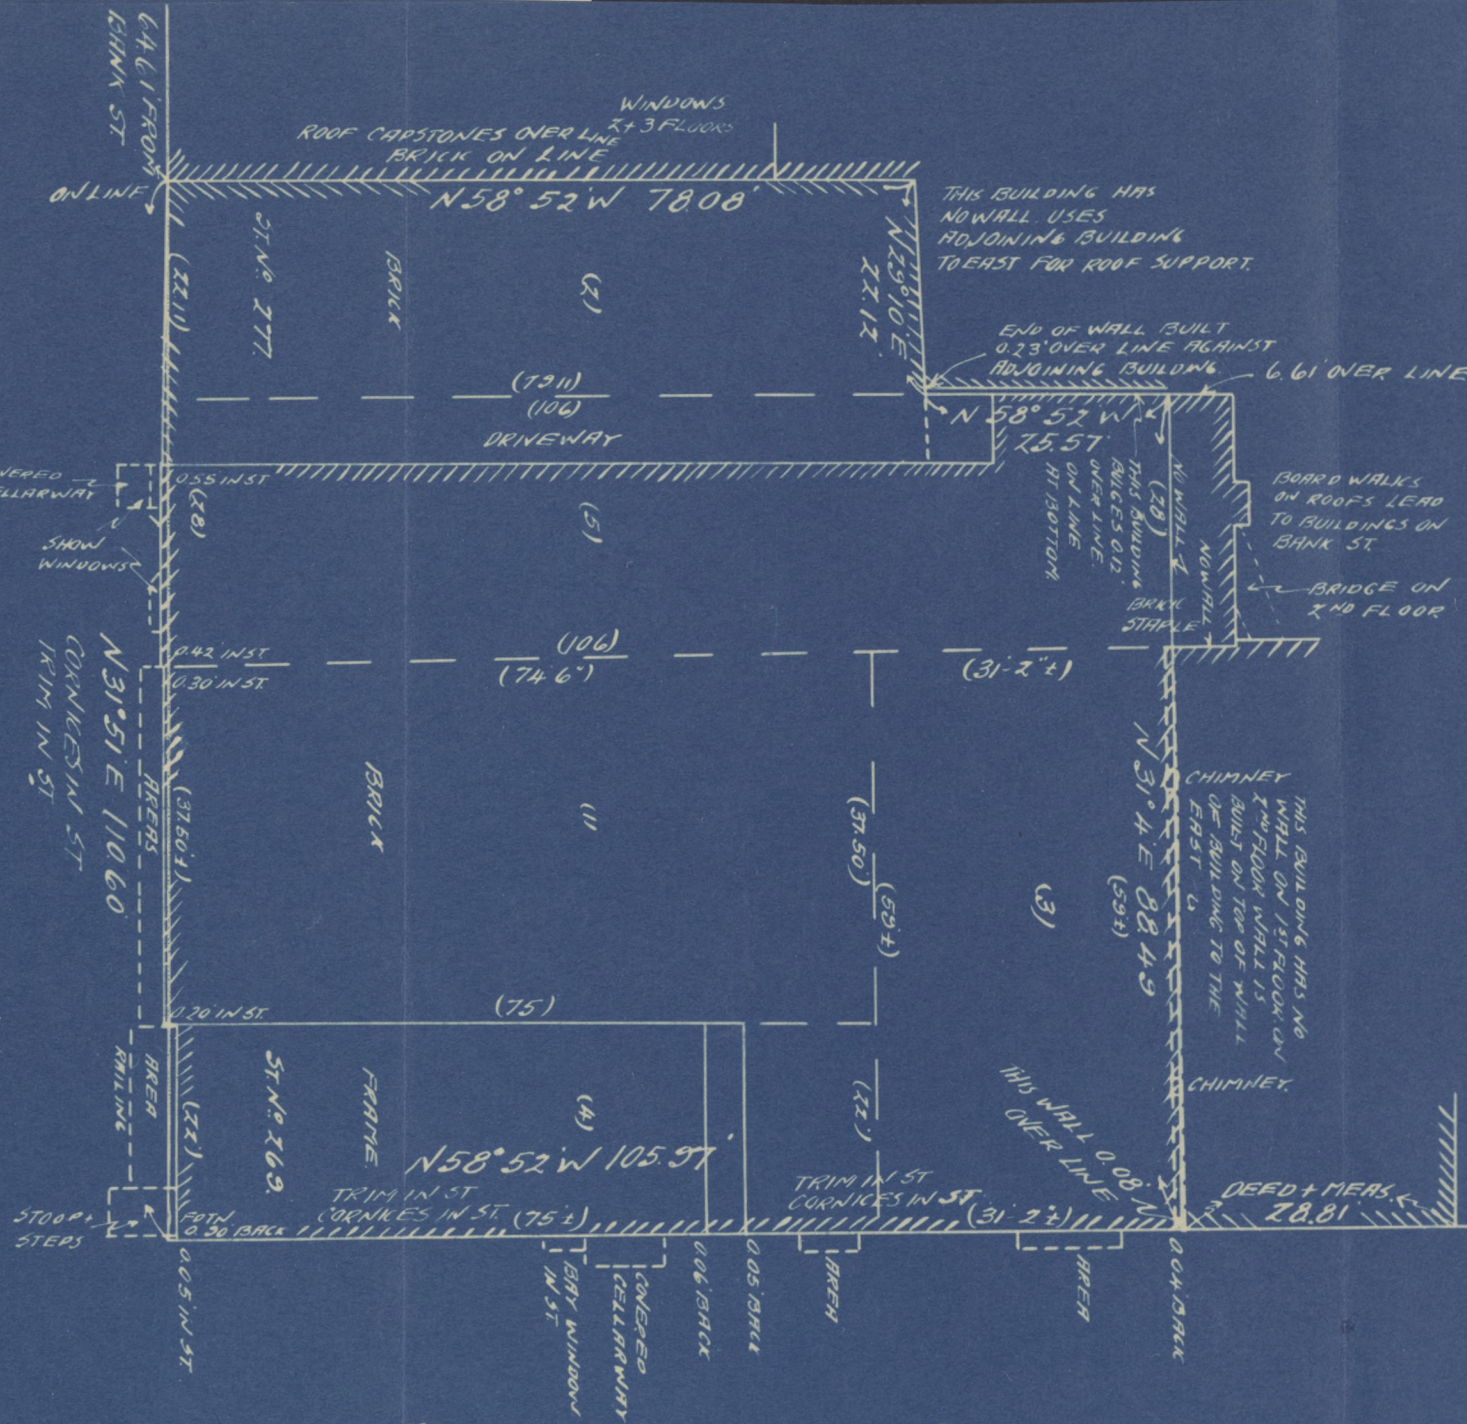 64.61 FROM
BANK ST.
ON LINE
ROOF CAPSTONES OVER LINE
BRICK ON LINE
WINDOWS
2+3 FLOORS
N58° 52' W 78.08'
THIS BUILDING HAS
NO WALL. USES
ADJOINING BUILDING
TO EAST FOR ROOF SUPPORT.
N 29° 10' E
22.12
(22.11)
ST. No. 277.
BRICK
(2)
END OF WALL BUILT
0.23' OVER LINE AGAINST
ADJOINING BUILDING
6.61' OVER LINE
(79.11)
(106)
DRIVEWAY
N 58° 52' W
25.57'
CELLARWAY
0.55 IN ST
(28)
SHOW
WINDOWS
(5)
THIS BUILDING
BULGES 0.12'
OVER LINE
ON LINE
AT BOTTOM.
(28)
NO WALL
NO WALL
BOARD WALKS
ON ROOFS LEAD
TO BUILDINGS ON
BANK ST.
BRIDGE ON
2ND FLOOR
BRICK
STAPLE
0.42' IN ST
0.30' IN ST.
(106)
(74' 6")
(31'-2"±)
N31° 51' E 110.60'
CORNICES IN ST
TRIM IN ST
AREAS
(37.50±)
BRICK
(1)
(37.50')
(59'±)
(3)
N 31° 4' E 88.49
(59±)
CHIMNEY
THIS BUILDING HAS NO
WALL ON 1ST FLOOR ON
2ND FLOOR WALL IS
BUILT ON TOP OF WALL
OF BUILDING TO THE
EAST
CHIMNEY.
0.20' IN ST.
(75')
AREA
RAILING
(22')
ST. No. 269.
FRAME.
(4)
N58° 52' W 105.97'
(22')
THIS WALL 0.08'
OVER LINE
TRIM IN ST
CORNICES IN ST. (75'±)
TRIM IN ST
CORNICES IN ST
(31'-2"±)
DEED + MEAS.
28.81
STOOP +
STEPS
FDTN
0.30' BACK
0.05' IN ST.
BAY WINDOW
IN ST
COVERED
CELLARWAY
0.06' BACK
0.05' BACK
AREA
AREA
0.04' BACK